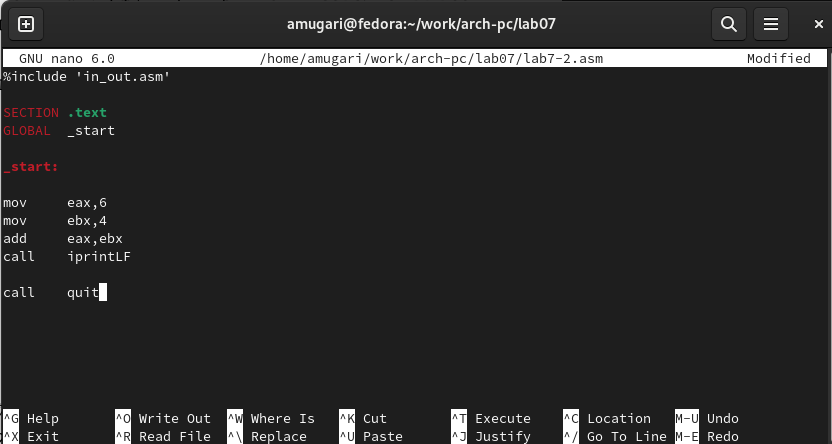 amugari@fedora:~/work/arch-pc/lab07
GNU nano 6.0 /home/amugari/work/arch-pc/lab07/lab7-2.asm Modified
%include 'in_out.asm'
SECTION .text
GLOBAL _start
_start:
mov eax,6
mov ebx,4
add eax,ebx
call iprintLF
call quit
^G Help ^O Write Out ^W Where Is ^K Cut ^T Execute ^C Location M-U Undo
^X Exit ^R Read File ^\ Replace ^U Paste ^J Justify ^/ Go To Line M-E Redo